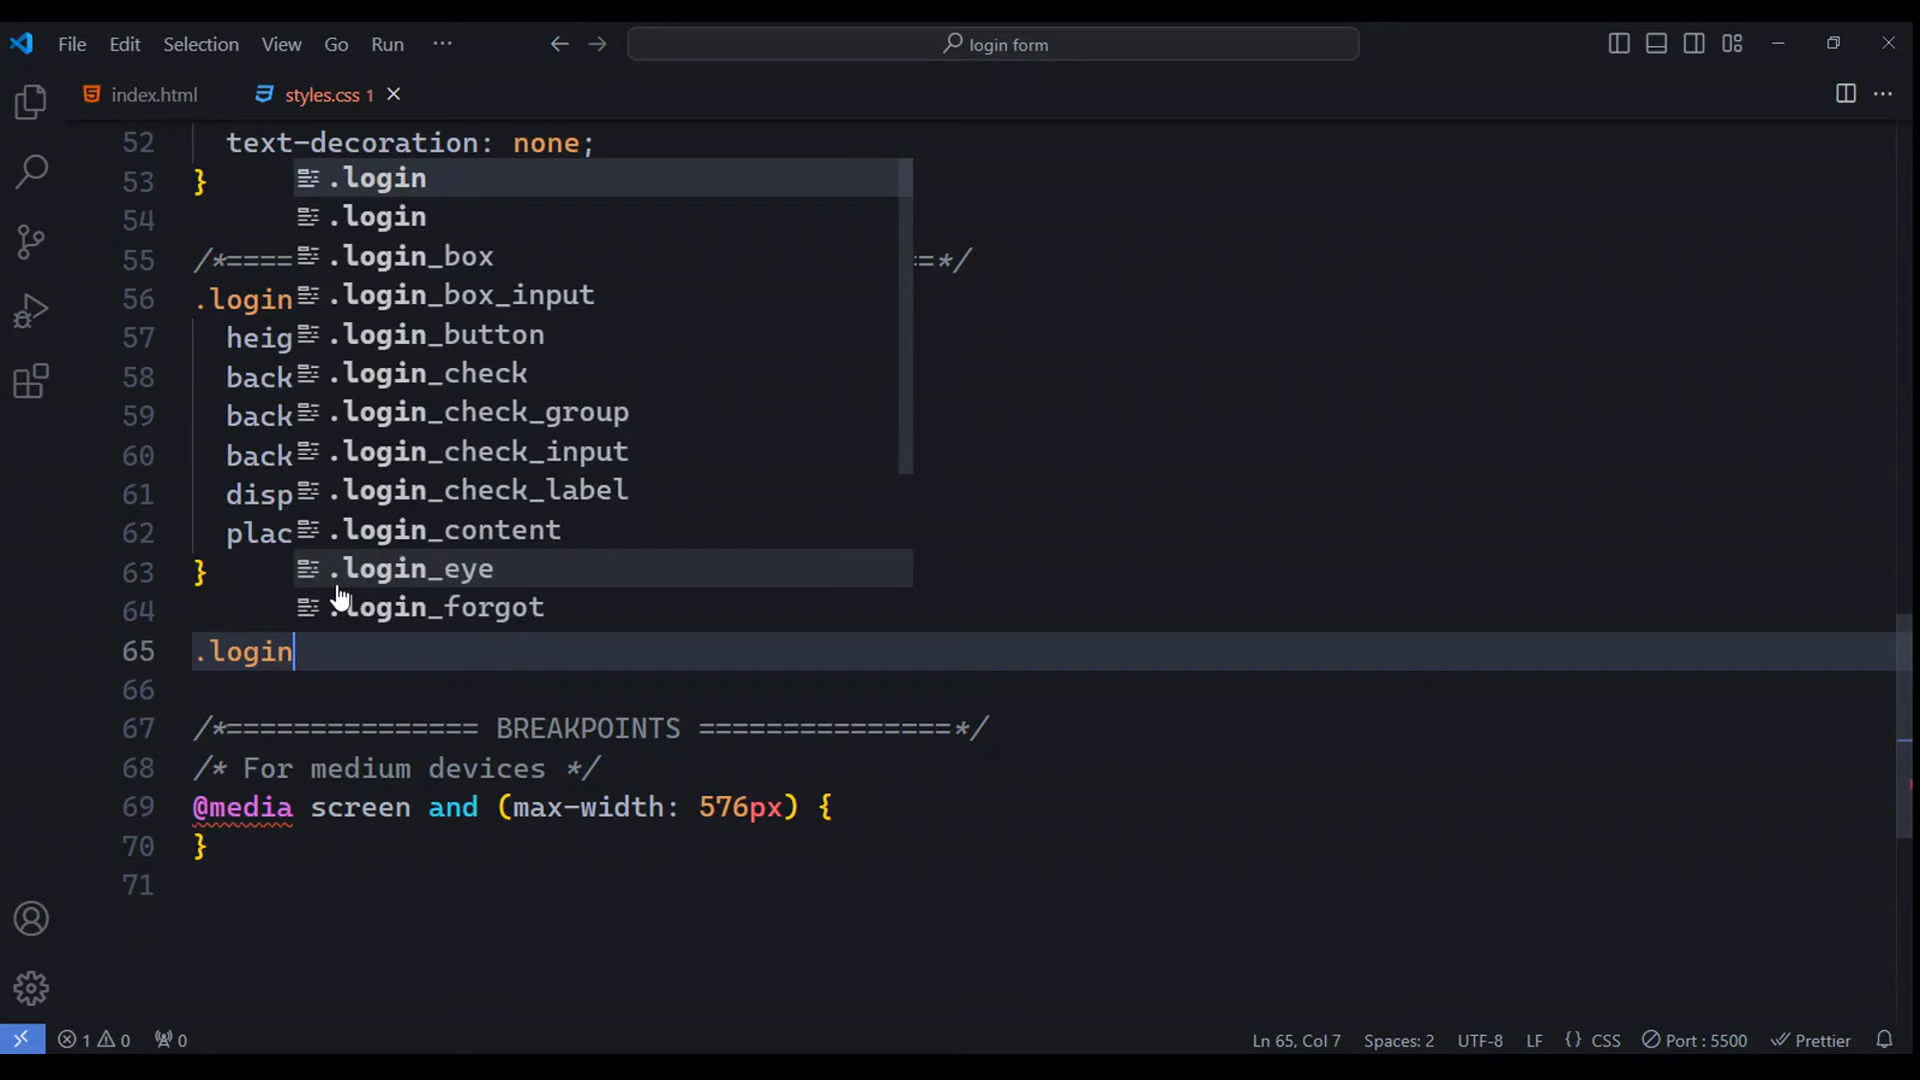 File Edit Selection View Go Run ··· ← → login form
index.html styles.css 1
52 text-decoration: none;
53 } .login
54 .login
55 /*==== .login_box =*/
56 .login .login_box_input
57 heig .login_button
58 back .login_check
59 back .login_check_group
60 back .login_check_input
61 disp .login_check_label
62 plac .login_content
63 } .login_eye
64 .login_forgot
65 .login
66
67 /*=============== BREAKPOINTS ===============*/
68 /* For medium devices */
69 @media screen and (max-width: 576px) {
70 }
71
1 0 0 Ln 65, Col 7 Spaces: 2 UTF-8 LF {} CSS Port : 5500 Prettier